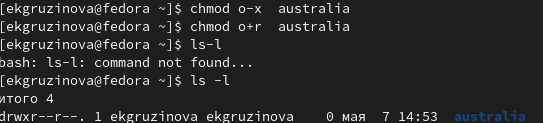 [ekgruzinova@fedora ~]$ chmod o-x  australia
[ekgruzinova@fedora ~]$ chmod o+r  australia
[ekgruzinova@fedora ~]$ ls-l
bash: ls-l: command not found...
[ekgruzinova@fedora ~]$ ls -l
итого 4
drwxr--r--. 1 ekgruzinova ekgruzinova    0 мая  7 14:53  australia